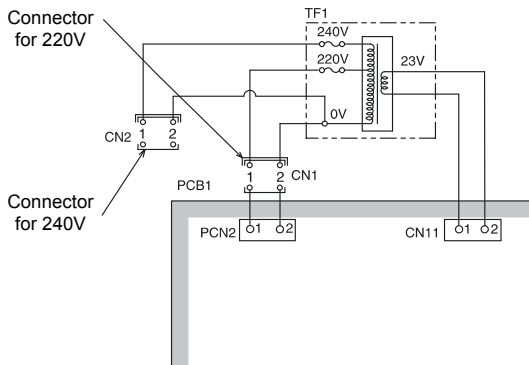 Connector
for 220V
TF1
240V
220V
23V
0V
CN2
1 2
Connector
for 240V
1 2
CN1
PCB1
PCN2
1 2
CN11
1 2